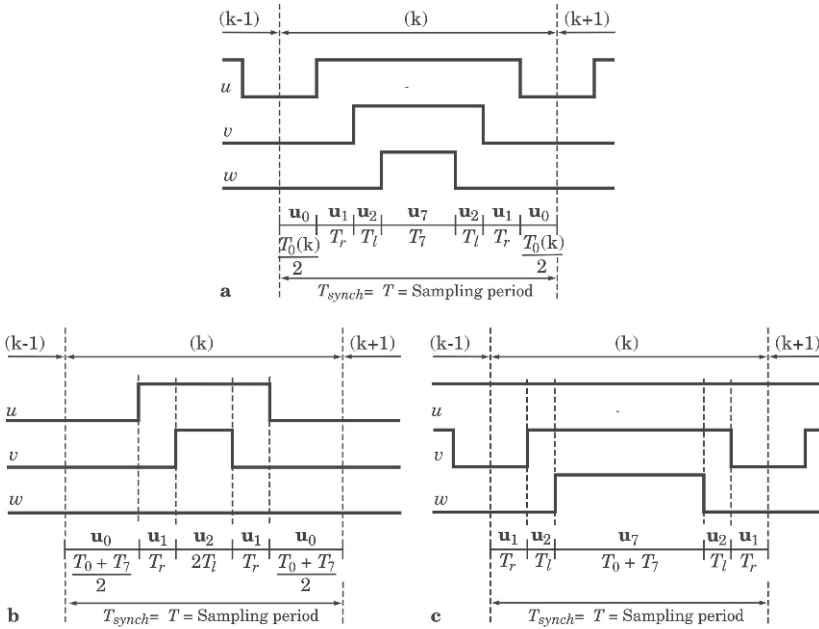 (k-1) (k) (k+1)
u
v
w
u0 u1 u2 u7 u2 u1 u0
T0(k)/2 Tr Tl T7 Tl Tr T0(k)/2
a Tsynch= T = Sampling period
(k-1) (k) (k+1)
u
v
w
u0 u1 u2 u1 u0
T0 + T7/2 Tr 2Tl Tr T0 + T7/2
b Tsynch= T = Sampling period
(k-1) (k) (k+1)
u
v
w
u1 u2 u7 u2 u1
Tr Tl T0 + T7 Tl Tr
c Tsynch= T = Sampling period